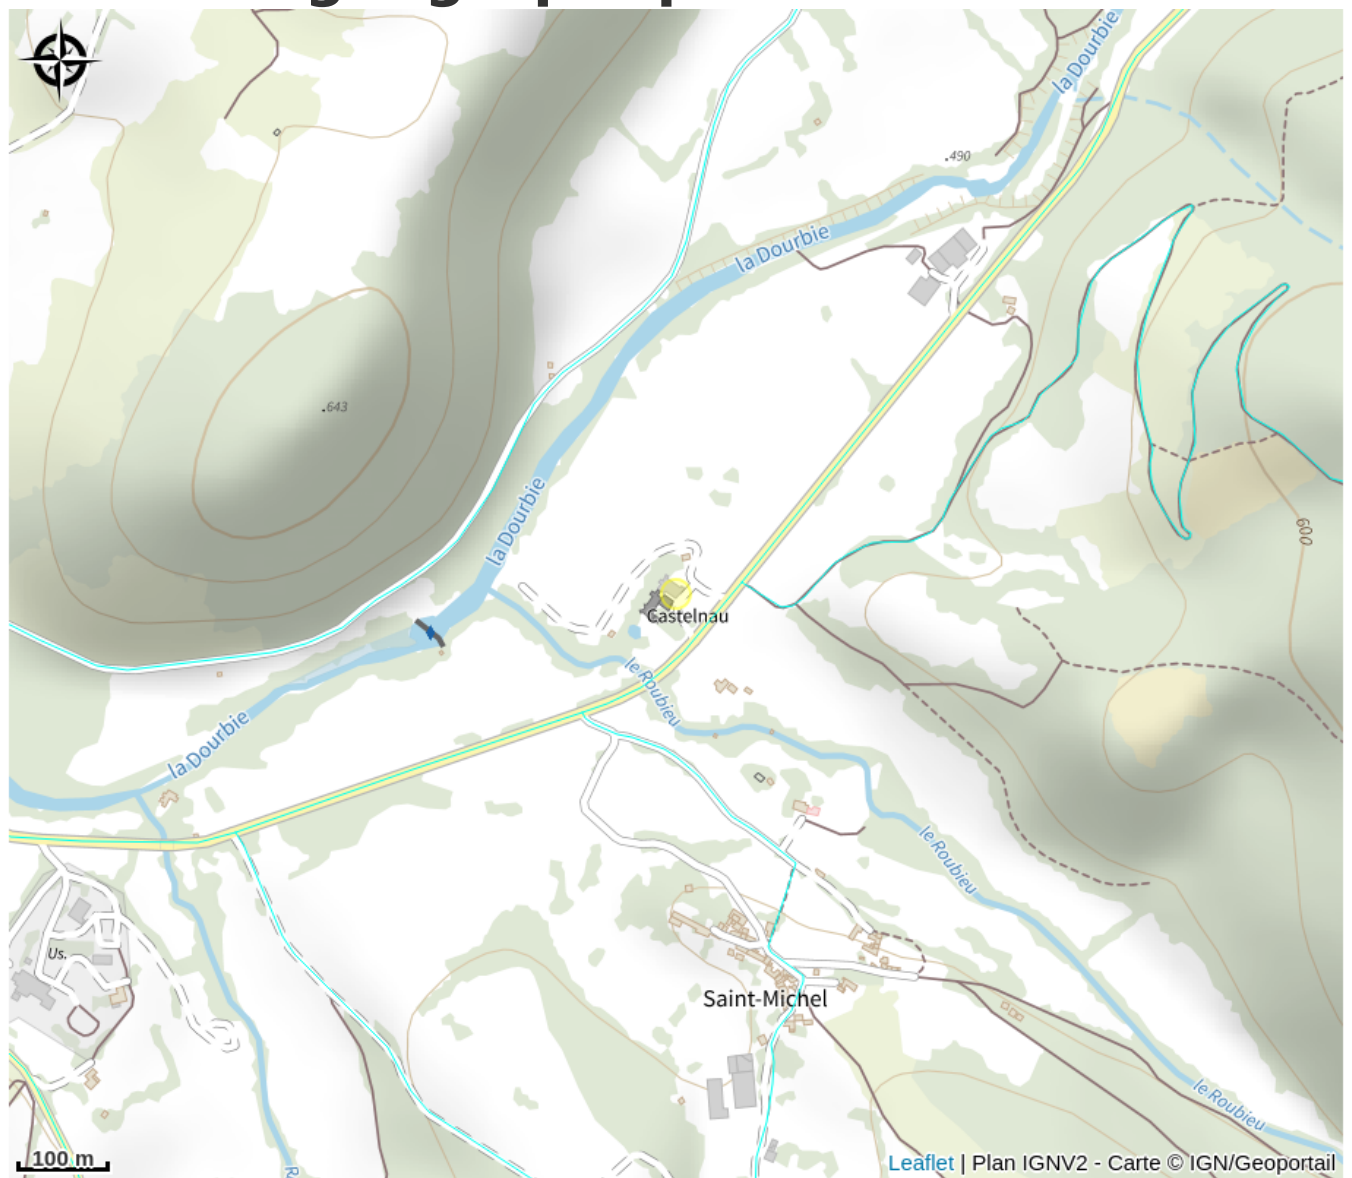 la Dourbie
.490
la Dourbie
.643
la Dourbie
600
Castelnau
le Roubieu
la Dourbie
le Roubieu
Us.
Saint-Michel
le Roubieu
100 m
Leaflet | Plan IGNV2 - Carte © IGN/Geoportail